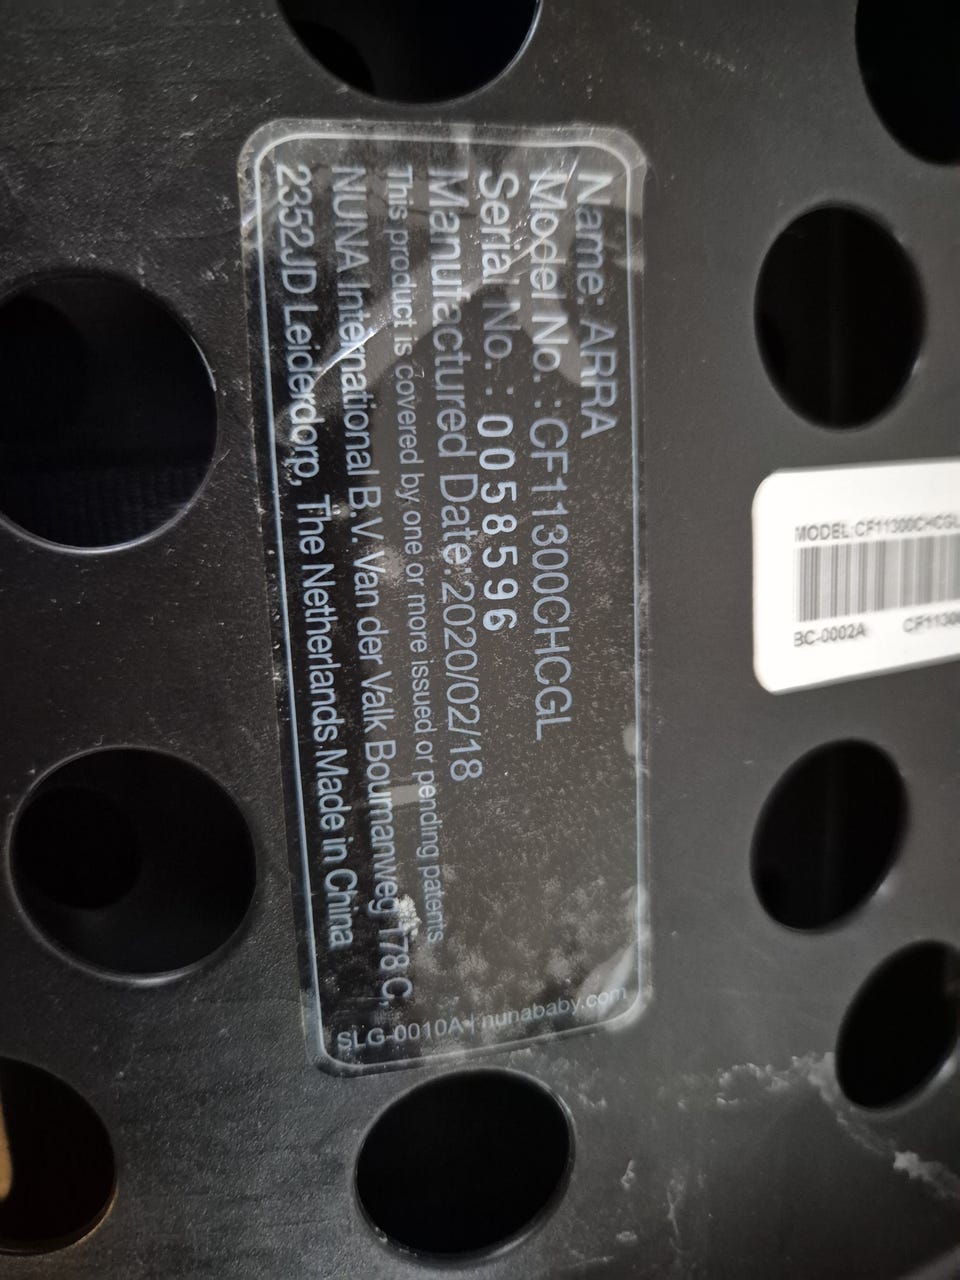 Name: ARRA
Model No. : CF11300CHCGL
Serial No. : 0058596
Manufactured Date:2020/02/18
This product is covered by one or more issued or pending patents
NUNA International B.V. Van der Valk Boumanweg 178 C,
2352JD Leiderdorp, The Netherlands Made in China
SLG-0010A | nunababy.com
MODEL:CF11300CHCGL
BC-0002A